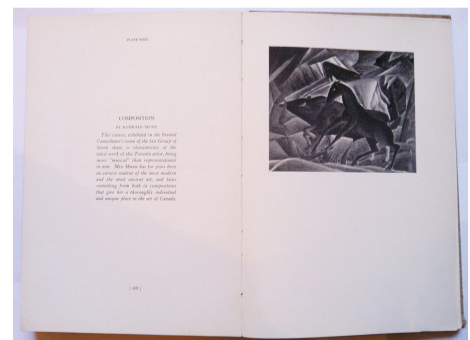 PLATE
COMPOSITION
BY KATHLEEN MUNN
This canvas, exhibited in the Invited
Contributor's room of the last Group of
Seven show is characteristic of the
latest work of this Toronto artist, being
more "musical" than representational
in aim. Miss Munn has for years been
an earnest student of the most modern
and the most ancient art, and
something from both in compositions
that give her a thoroughly individual
and unique place in the art of Canada.